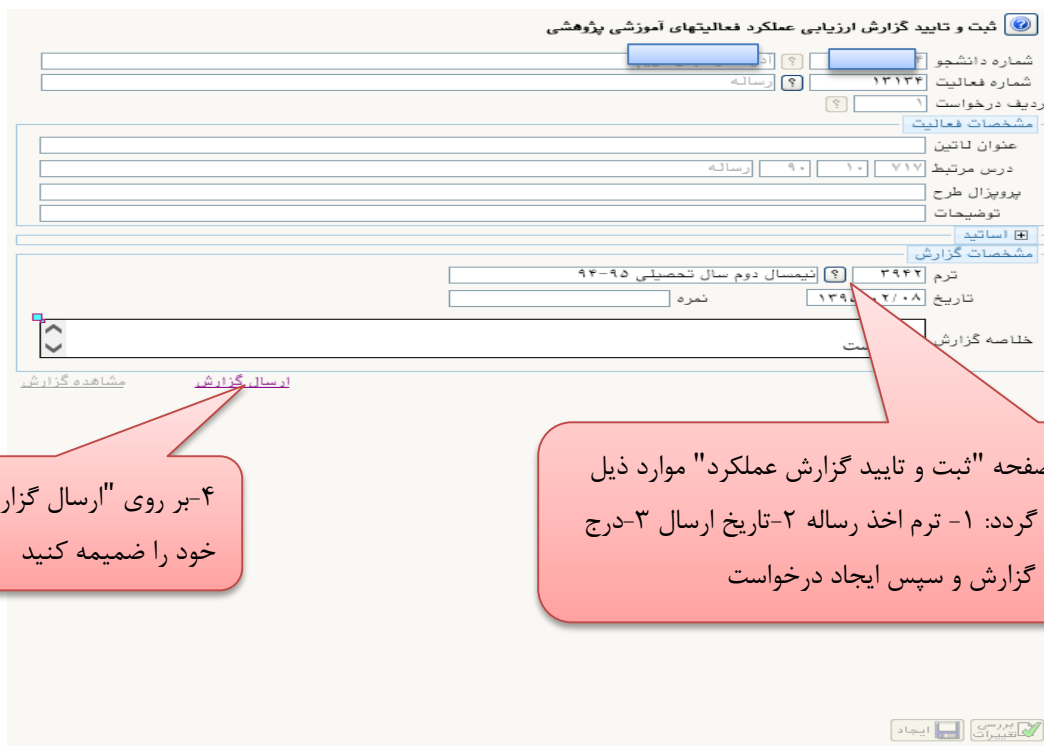 ثبت و تایید گزارش ارزیابی عملکرد فعالیتهای آموزشی پژوهشی
شماره دانشجو
شماره فعالیت ۱۳۱۳۴ رساله
ردیف درخواست ۱
مشخصات فعالیت
عنوان لاتین
درس مرتبط ۷۱۷ ۱۰ ۹۰ رساله
پروپزال طرح
توضیحات
اساتید
مشخصات گزارش
ترم ۳۹۴۲ نیمسال دوم سال تحصیلی ۹۵-۹۴
تاریخ نمره
خلاصه گزارش
ارسال گزارش مشاهده گزارش
صفحه "ثبت و تایید گزارش عملکرد" موارد ذیل
گردد: ۱- ترم اخذ رساله ۲-تاریخ ارسال ۳-درج
گزارش و سپس ایجاد درخواست
۴-بر روی "ارسال
خود را ضمیمه کنید
بررسی تغییرات ایجاد